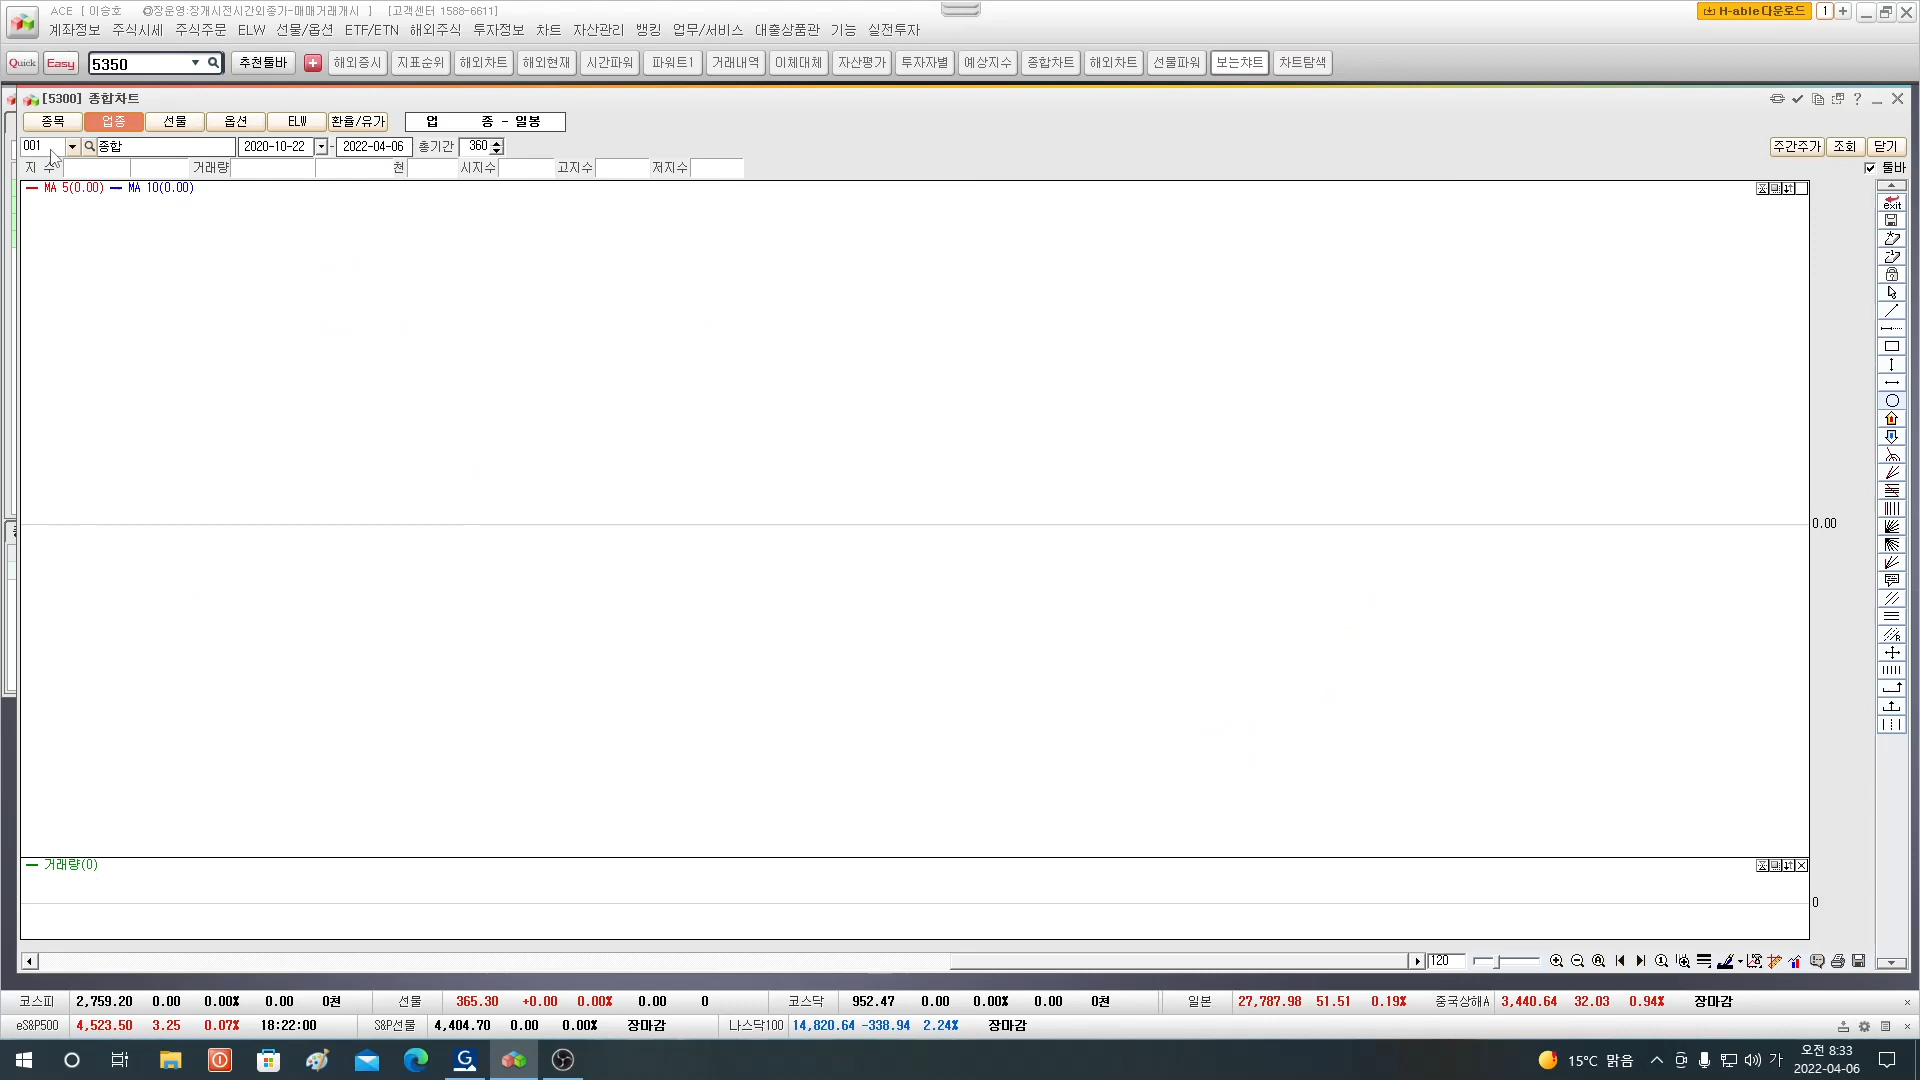 ACE [ 이승호 @장운영:장개시전시간외종가-매매거래개시 ] [고객센터 1588-6611]
H-able 다운로드 1
계좌정보 주식시세 주식주문 ELW 선물/옵션 ETF/ETN 해외주식 투자정보 차트 자산관리 뱅킹 업무/서비스 대출상품관 기능 실전투자
Quick Easy 5350 추천툴바 해외증시 지표순위 해외차트 해외현재 시간파워 파워트1 거래내역 이체대체 자산평가 투자자별 예상지수 종합차트 해외차트 선물파워 보는챠트 차트탐색
[5300] 종합차트
종목 업종 선물 옵션 ELW 환율/유가 업 종 - 일봉
001 종합 2020-10-22 - 2022-04-06 총기간 360 주간주가 조회 닫기
지 수 거래량 천 시지수 고지수 저지수 툴바
MA 5(0.00) MA 10(0.00)
exit
0.00
거래량(0)
0
120
코스피 2,759.20 0.00 0.00% 0.00 0천 선물 365.30 +0.00 0.00% 0.00 0 코스닥 952.47 0.00 0.00% 0.00 0천 일본 27,787.98 51.51 0.19% 중국상해A 3,440.64 32.03 0.94% 장마감
eS&P500 4,523.50 3.25 0.07% 18:22:00 S&P선물 4,404.70 0.00 0.00% 장마감 나스닥100 14,820.64 -338.94 2.24% 장마감
15°C 맑음 가 오전 8:33
2022-04-06